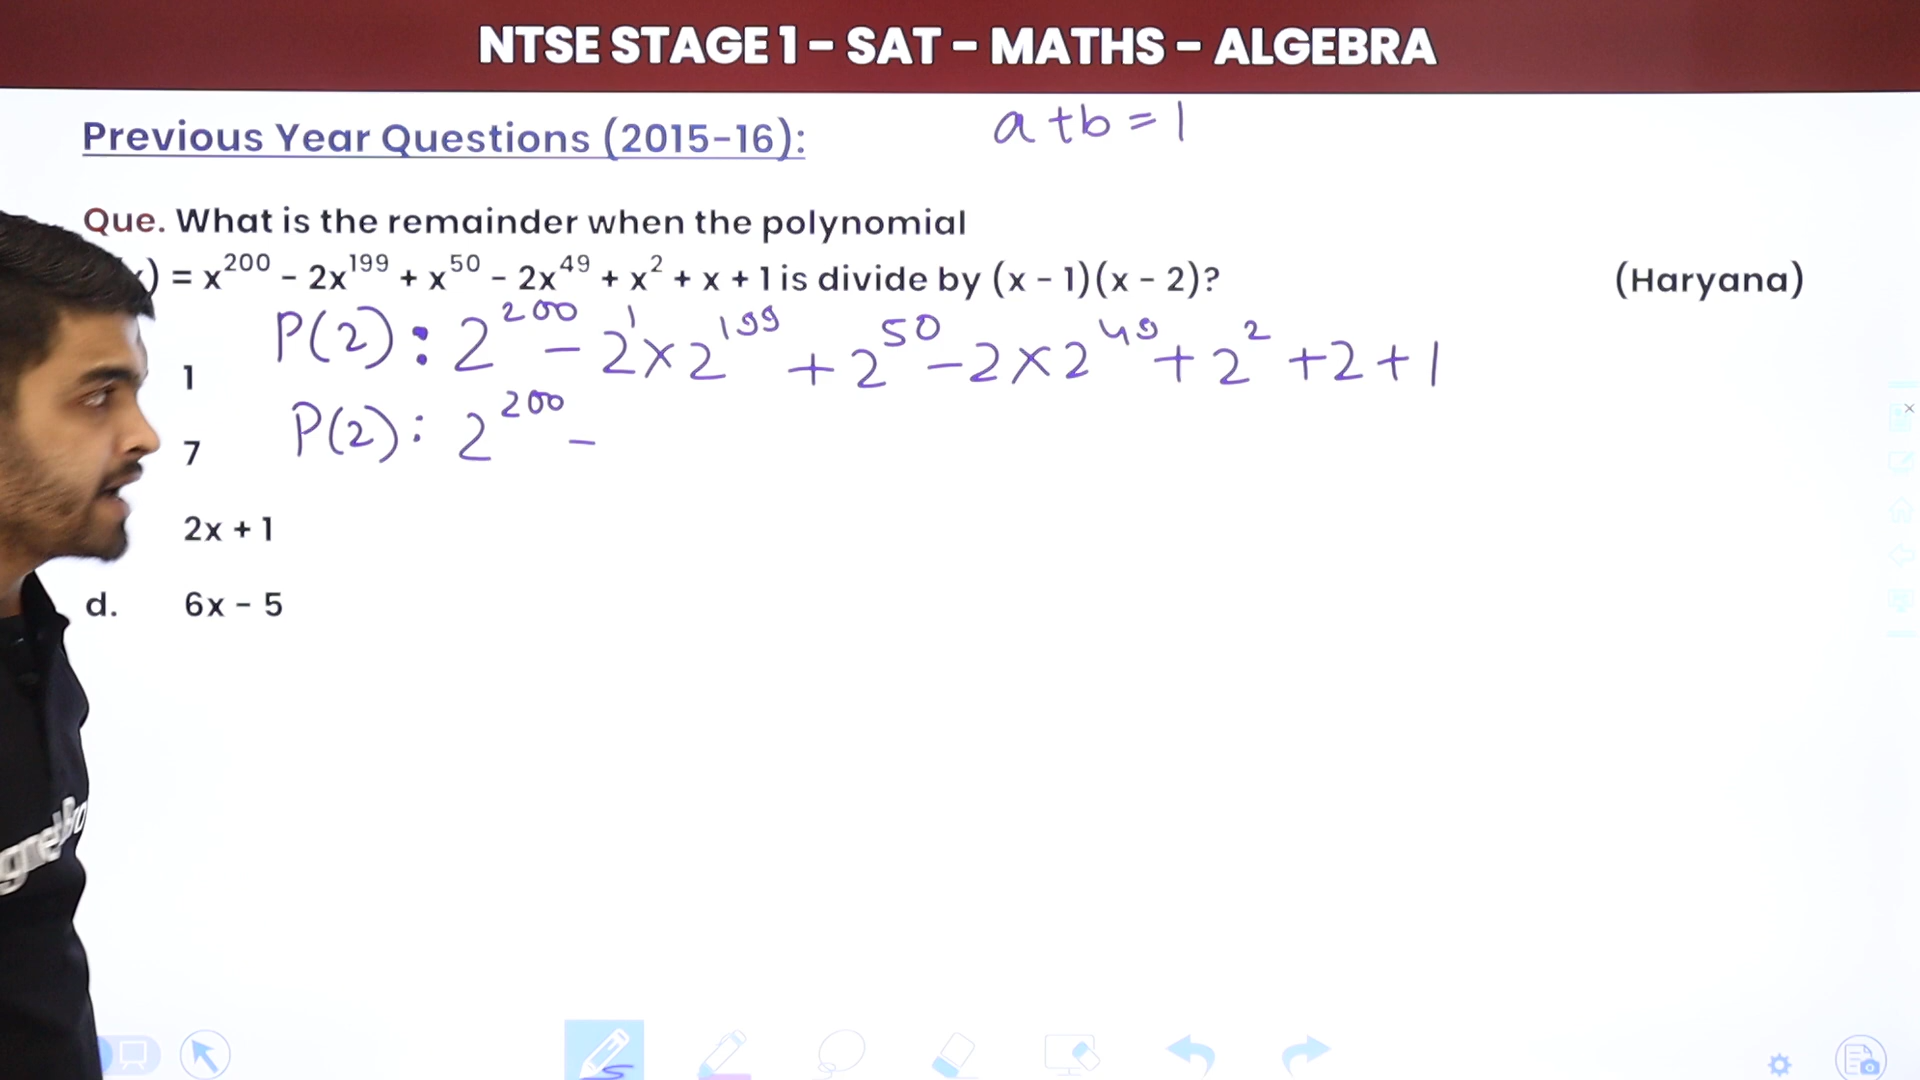 NTSE STAGE 1 - SAT - MATHS - ALGEBRA
Previous Year Questions (2015-16):
a+b=1
Que. What is the remainder when the polynomial
) = x²⁰⁰ - 2x¹⁹⁹ + x⁵⁰ - 2x⁴⁹ + x² + x + 1 is divide by (x - 1)(x - 2)? (Haryana)
P(2): 2²⁰⁰ - 2¹ × 2¹⁹⁹ + 2⁵⁰ - 2 × 2⁴⁹ + 2² + 2 + 1
1
P(2): 2²⁰⁰ -
7
2x + 1
d. 6x - 5